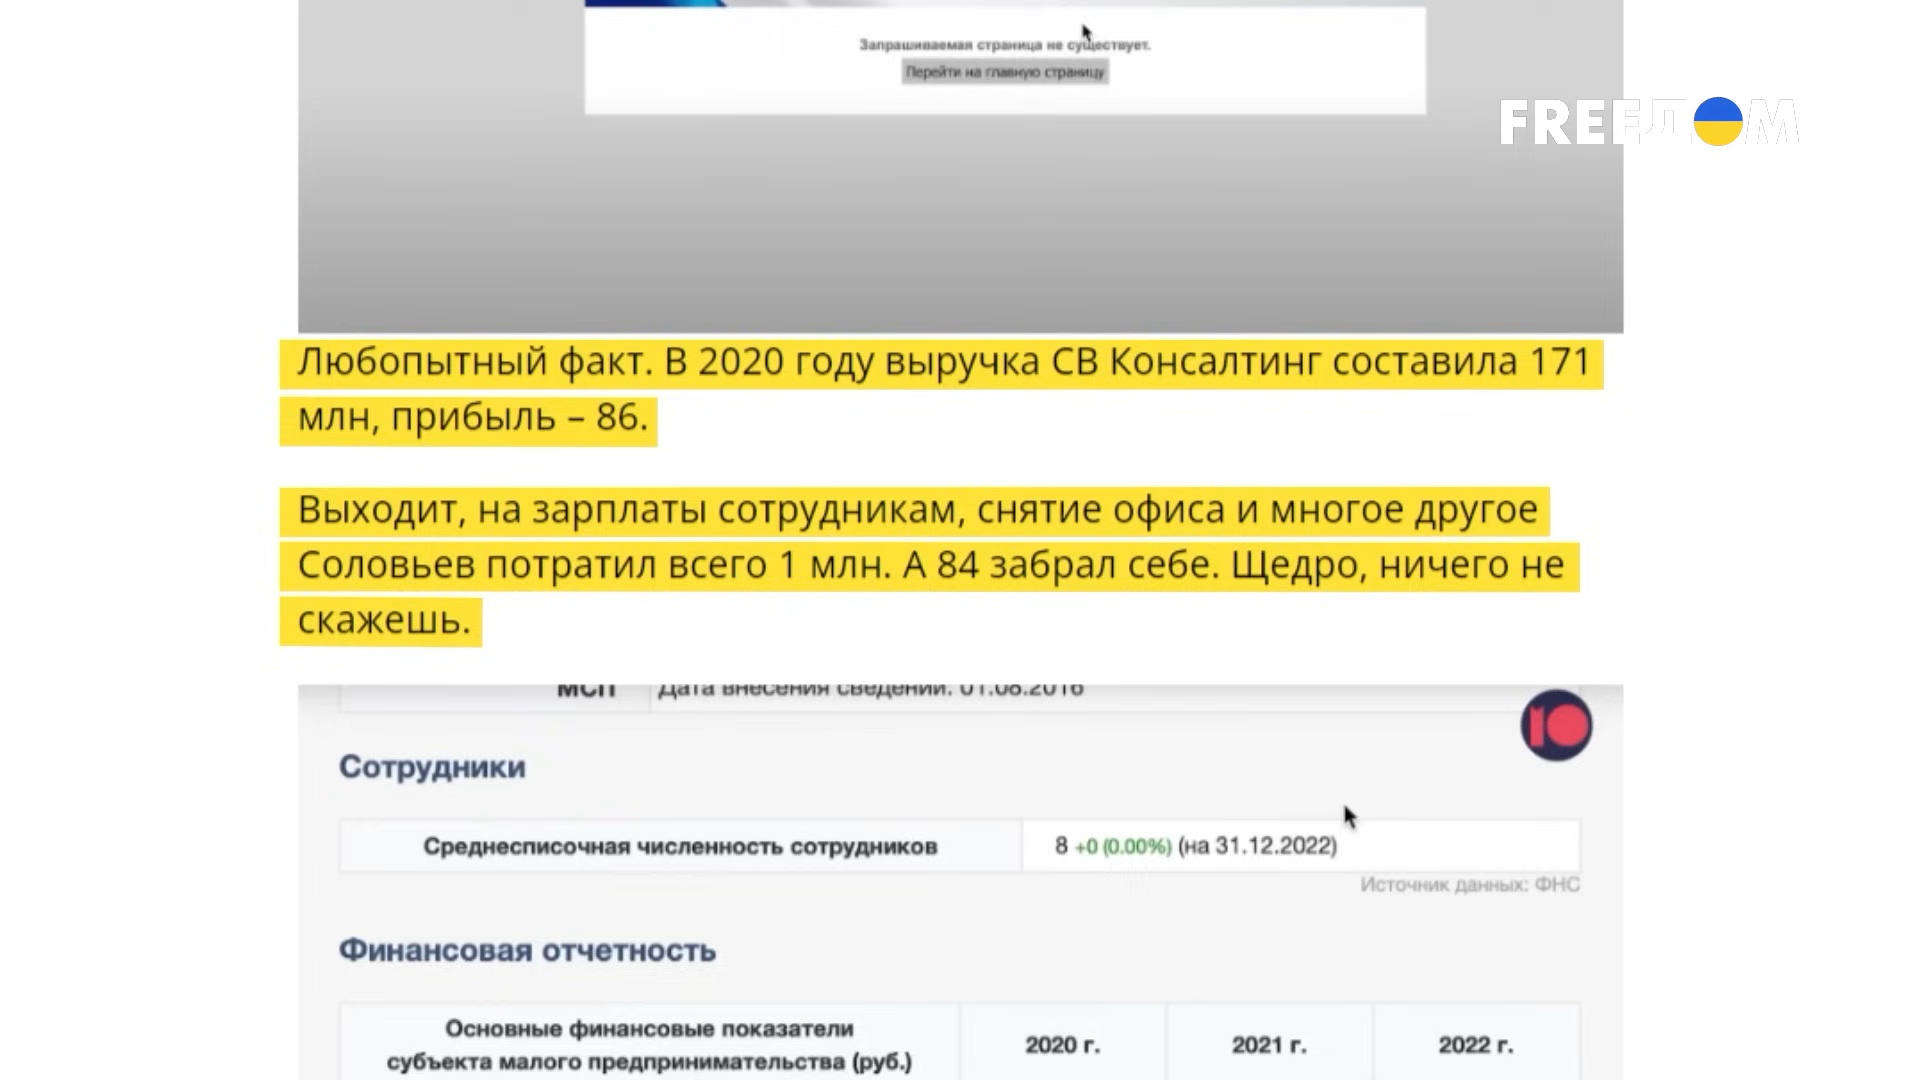 Запрашиваемая страница не существует.
Перейти на главную страницу
FREEДОМ
Любопытный факт. В 2020 году выручка СВ Консалтинг составила 171
млн, прибыль – 86.
Выходит, на зарплаты сотрудникам, снятие офиса и многое другое
Соловьев потратил всего 1 млн. А 84 забрал себе. Щедро, ничего не
скажешь.
МСП Дата внесения сведений: 01.08.2016
Сотрудники
Среднесписочная численность сотрудников 8 +0 (0.00%) (на 31.12.2022)
Источник данных: ФНС
Финансовая отчетность
Основные финансовые показатели
субъекта малого предпринимательства (руб.) 2020 г. 2021 г. 2022 г.